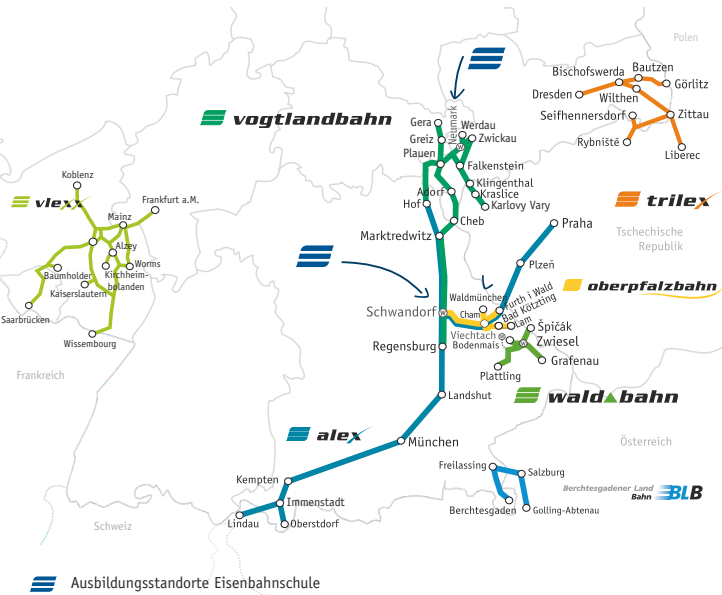 Polen
Bischofswerda
Bautzen
Görlitz
Dresden
Wilthen
Seifhennersdorf
Zittau
Rybniště
Liberec
vogtlandbahn
Gera
Neumark
Werdau
Greiz
Zwickau
Plauen
Falkenstein
Koblenz
Klingenthal
Adorf
Kraslice
vlexx
Frankfurt a.M.
Hof
Karlovy Vary
trilex
Mainz
Cheb
Praha
Marktredwitz
Tschechische
Republik
Alzey
Worms
Plzeň
Baumholder
Kirchheim-
bolanden
Kaiserslautern
oberpfalzbahn
Waldmünchen
Furth i Wald
Bad Kötzting
Lam
Saarbrücken
Schwandorf
W
Cham
Špičák
Wissembourg
Viechtach
Regensburg
Bodenmais
W
Zwiesel
Grafenau
Frankreich
Plattling
Landshut
waldbahn
alex
München
Österreich
Freilassing
Salzburg
Kempten
Berchtesgadener Land
Bahn
BLB
Immenstadt
Berchtesgaden
Golling-Abtenau
Schweiz
Lindau
Oberstdorf
Ausbildungsstandorte Eisenbahnschule